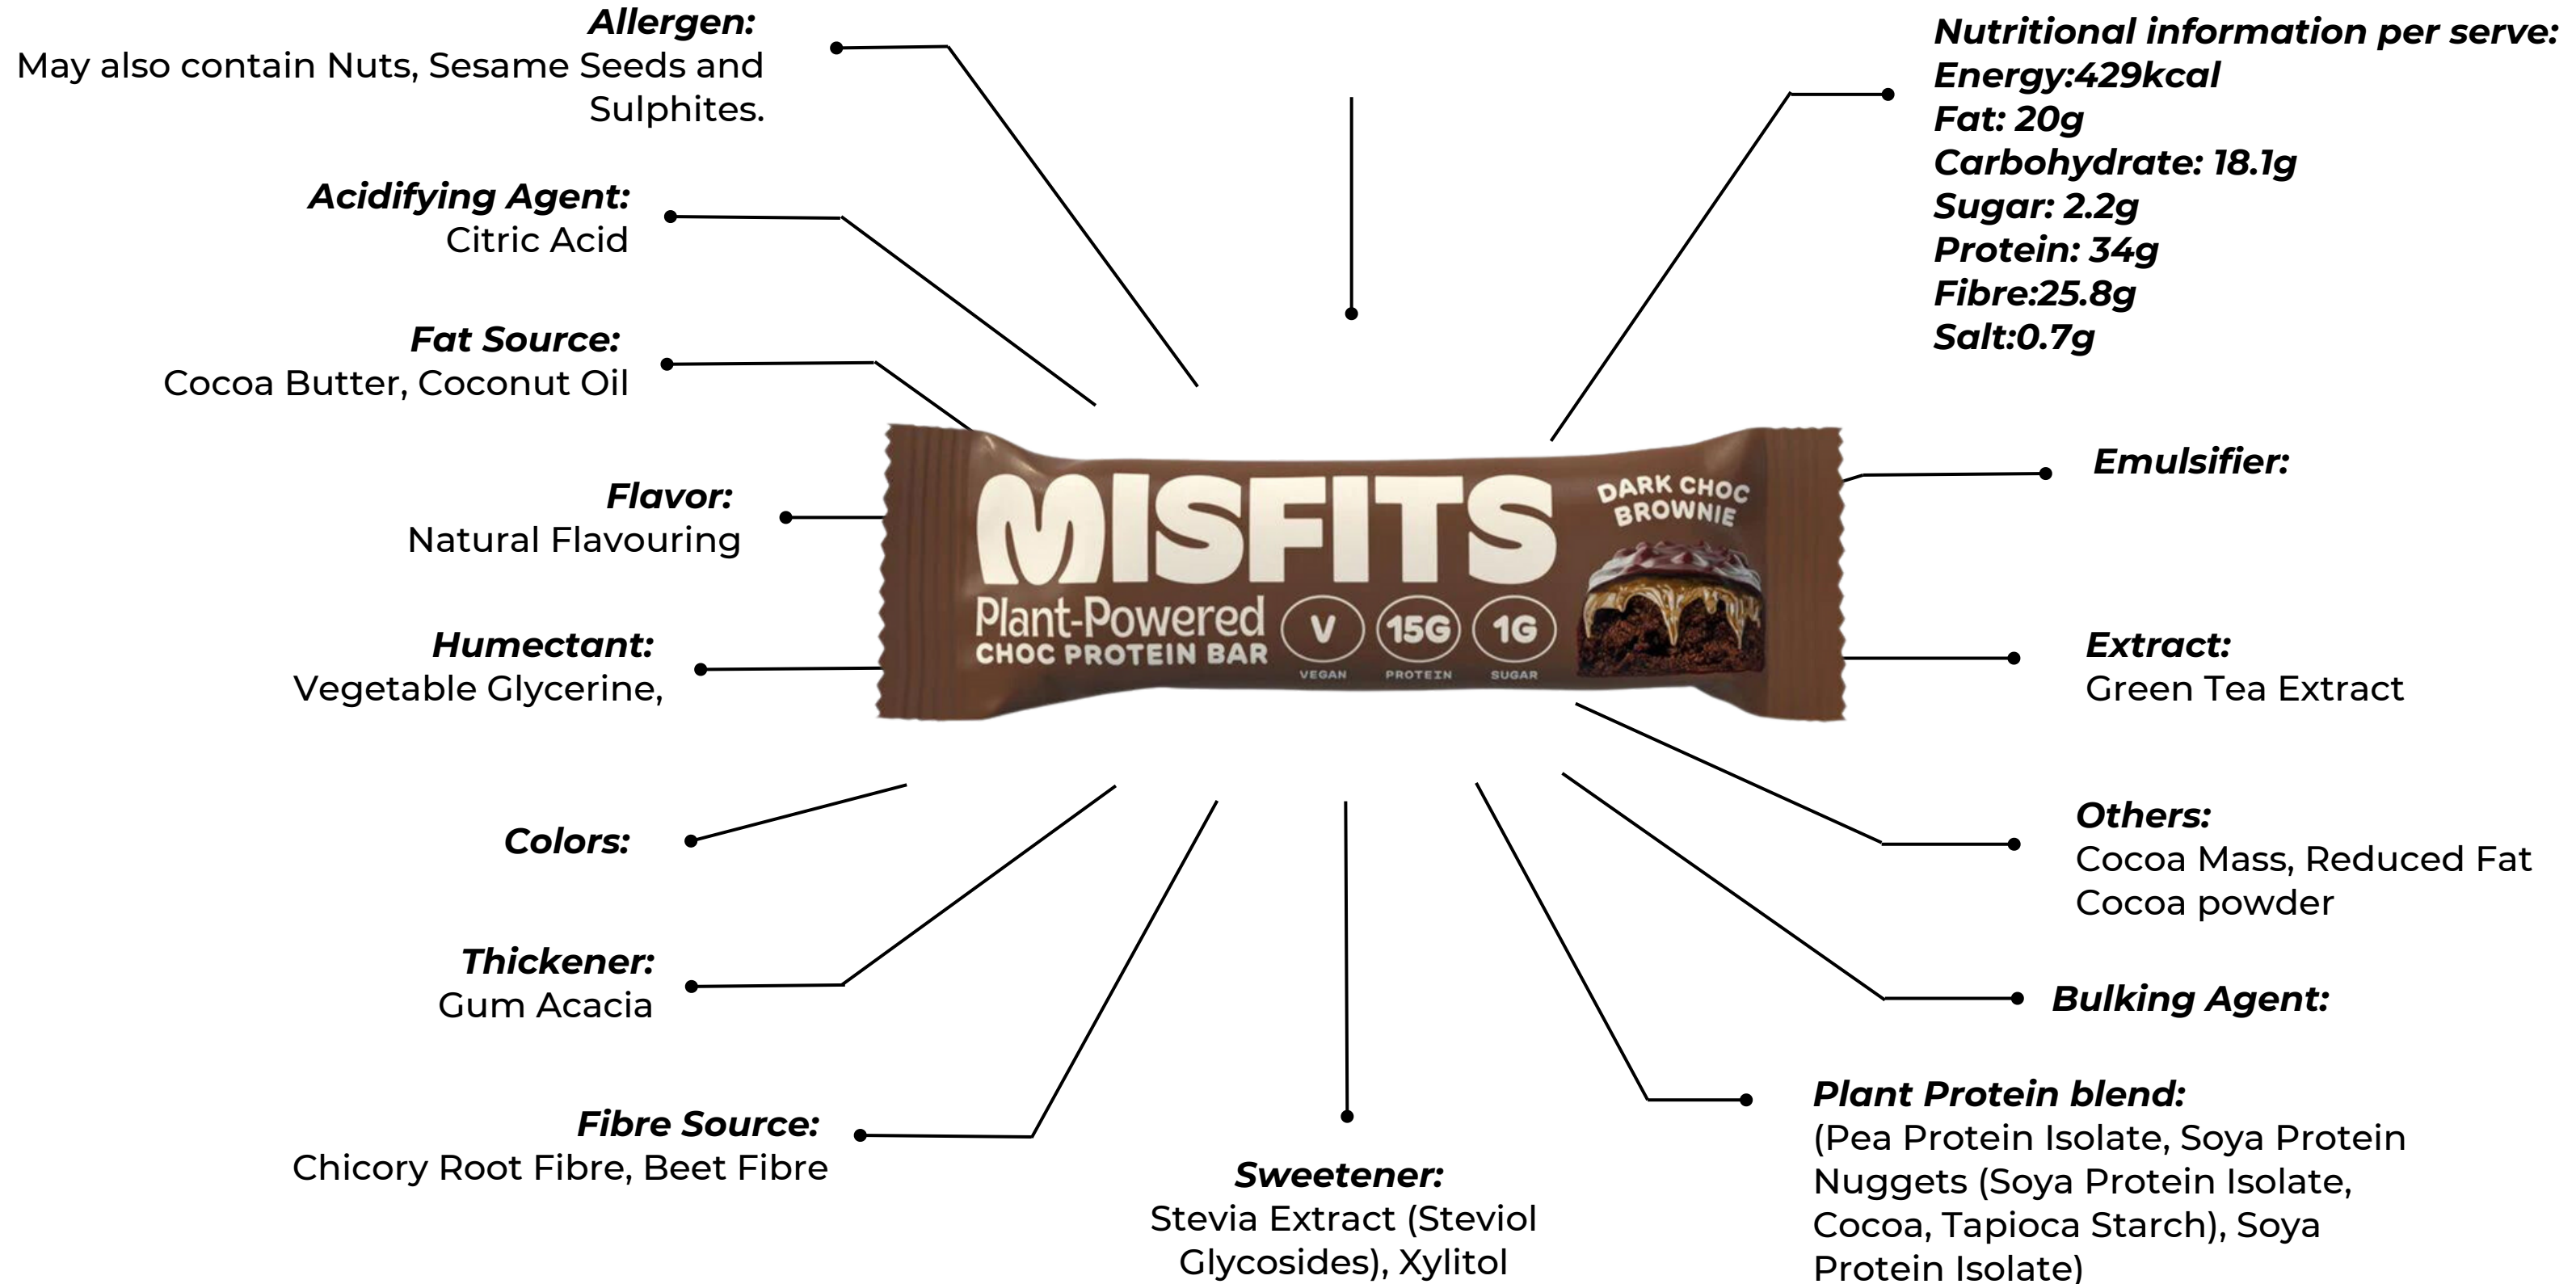 Allergen:
May also contain Nuts, Sesame Seeds and
Sulphites.
Acidifying Agent:
Citric Acid
Fat Source:
Cocoa Butter, Coconut Oil
Flavor:
Natural Flavouring
Humectant:
Vegetable Glycerine,
Colors:
Thickener:
Gum Acacia
Fibre Source:
Chicory Root Fibre, Beet Fibre
MISFITS
Plant-Powered
CHOC PROTEIN BAR
V
VEGAN
15G
PROTEIN
1G
SUGAR
DARK CHOC
BROWNIE
Sweetener:
Stevia Extract (Steviol
Glycosides), Xylitol
Nutritional information per serve:
Energy:429kcal
Fat: 20g
Carbohydrate: 18.1g
Sugar: 2.2g
Protein: 34g
Fibre:25.8g
Salt:0.7g
Emulsifier:
Extract:
Green Tea Extract
Others:
Cocoa Mass, Reduced Fat
Cocoa powder
Bulking Agent:
Plant Protein blend:
(Pea Protein Isolate, Soya Protein
Nuggets (Soya Protein Isolate,
Cocoa, Tapioca Starch), Soya
Protein Isolate)